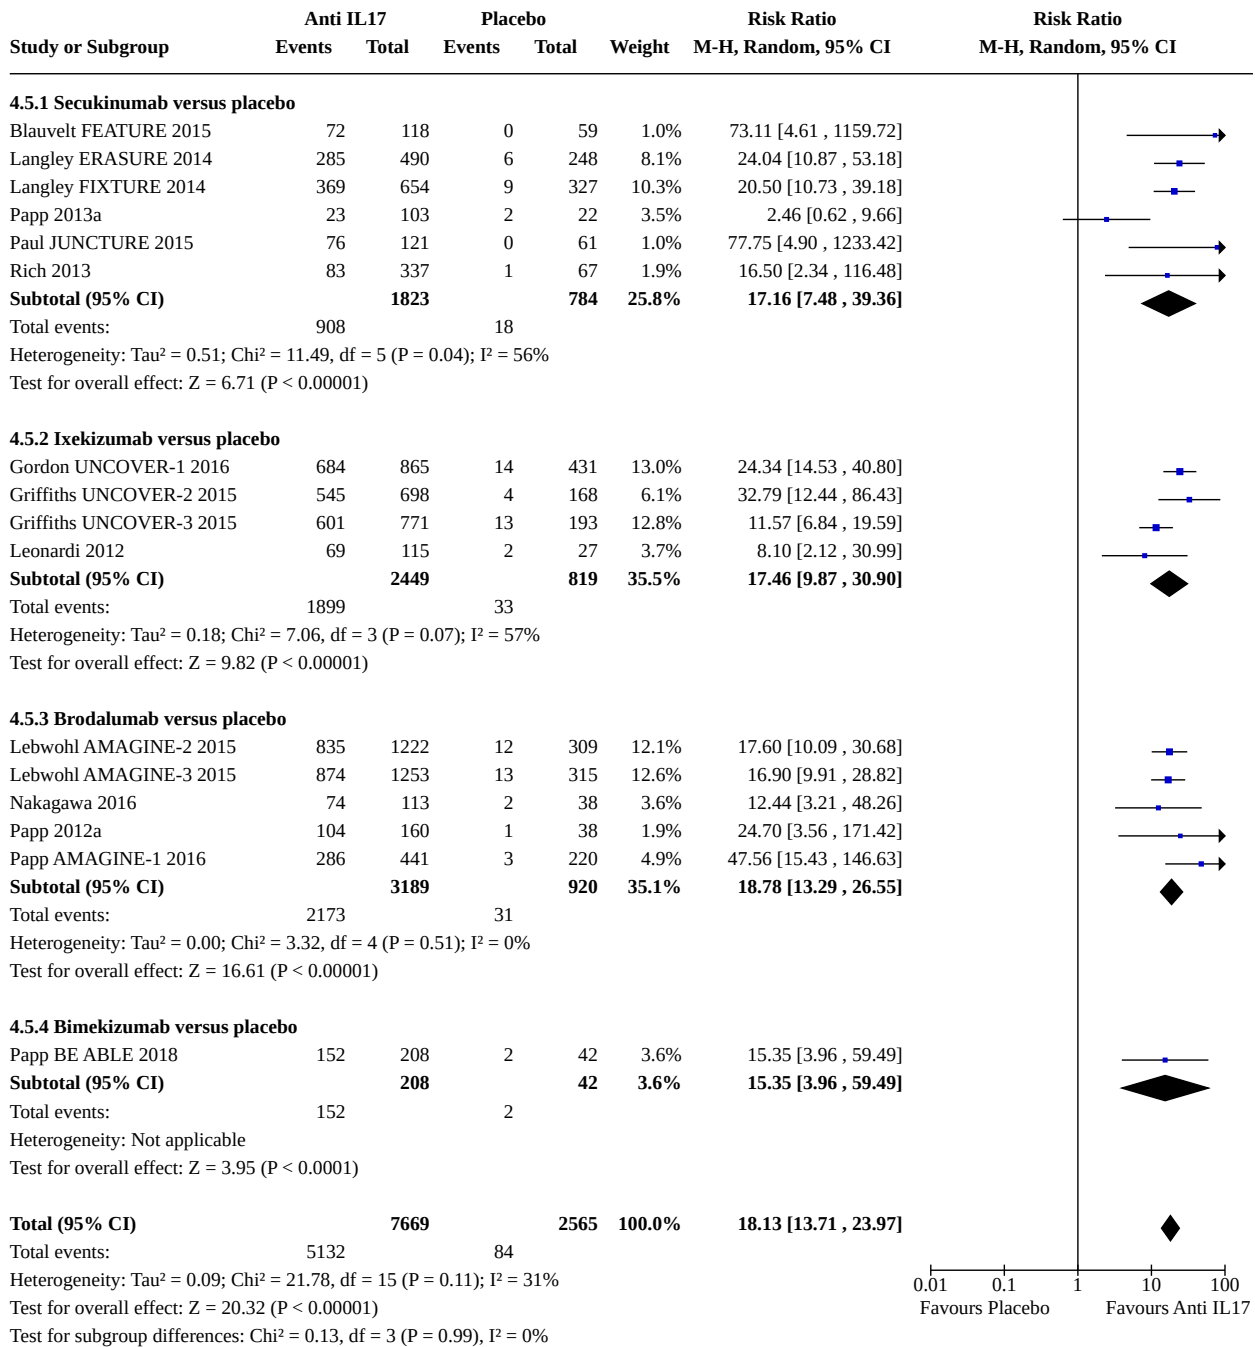 Anti IL17 Placebo Risk Ratio Risk Ratio
Study or Subgroup Events Total Events Total Weight M-H, Random, 95% CI M-H, Random, 95% CI
4.5.1 Secukinumab versus placebo
Blauvelt FEATURE 2015 72 118 0 59 1.0% 73.11 [4.61 , 1159.72]
Langley ERASURE 2014 285 490 6 248 8.1% 24.04 [10.87 , 53.18]
Langley FIXTURE 2014 369 654 9 327 10.3% 20.50 [10.73 , 39.18]
Papp 2013a 23 103 2 22 3.5% 2.46 [0.62 , 9.66]
Paul JUNCTURE 2015 76 121 0 61 1.0% 77.75 [4.90 , 1233.42]
Rich 2013 83 337 1 67 1.9% 16.50 [2.34 , 116.48]
Subtotal (95% CI) 1823 784 25.8% 17.16 [7.48 , 39.36]
Total events: 908 18
Heterogeneity: Tau² = 0.51; Chi² = 11.49, df = 5 (P = 0.04); I² = 56%
Test for overall effect: Z = 6.71 (P < 0.00001)
4.5.2 Ixekizumab versus placebo
Gordon UNCOVER-1 2016 684 865 14 431 13.0% 24.34 [14.53 , 40.80]
Griffiths UNCOVER-2 2015 545 698 4 168 6.1% 32.79 [12.44 , 86.43]
Griffiths UNCOVER-3 2015 601 771 13 193 12.8% 11.57 [6.84 , 19.59]
Leonardi 2012 69 115 2 27 3.7% 8.10 [2.12 , 30.99]
Subtotal (95% CI) 2449 819 35.5% 17.46 [9.87 , 30.90]
Total events: 1899 33
Heterogeneity: Tau² = 0.18; Chi² = 7.06, df = 3 (P = 0.07); I² = 57%
Test for overall effect: Z = 9.82 (P < 0.00001)
4.5.3 Brodalumab versus placebo
Lebwohl AMAGINE-2 2015 835 1222 12 309 12.1% 17.60 [10.09 , 30.68]
Lebwohl AMAGINE-3 2015 874 1253 13 315 12.6% 16.90 [9.91 , 28.82]
Nakagawa 2016 74 113 2 38 3.6% 12.44 [3.21 , 48.26]
Papp 2012a 104 160 1 38 1.9% 24.70 [3.56 , 171.42]
Papp AMAGINE-1 2016 286 441 3 220 4.9% 47.56 [15.43 , 146.63]
Subtotal (95% CI) 3189 920 35.1% 18.78 [13.29 , 26.55]
Total events: 2173 31
Heterogeneity: Tau² = 0.00; Chi² = 3.32, df = 4 (P = 0.51); I² = 0%
Test for overall effect: Z = 16.61 (P < 0.00001)
4.5.4 Bimekizumab versus placebo
Papp BE ABLE 2018 152 208 2 42 3.6% 15.35 [3.96 , 59.49]
Subtotal (95% CI) 208 42 3.6% 15.35 [3.96 , 59.49]
Total events: 152 2
Heterogeneity: Not applicable
Test for overall effect: Z = 3.95 (P < 0.0001)
Total (95% CI) 7669 2565 100.0% 18.13 [13.71 , 23.97]
Total events: 5132 84
Heterogeneity: Tau² = 0.09; Chi² = 21.78, df = 15 (P = 0.11); I² = 31% 0.01 0.1 1 10 100
Test for overall effect: Z = 20.32 (P < 0.00001) Favours Placebo Favours Anti IL17
Test for subgroup differences: Chi² = 0.13, df = 3 (P = 0.99), I² = 0%